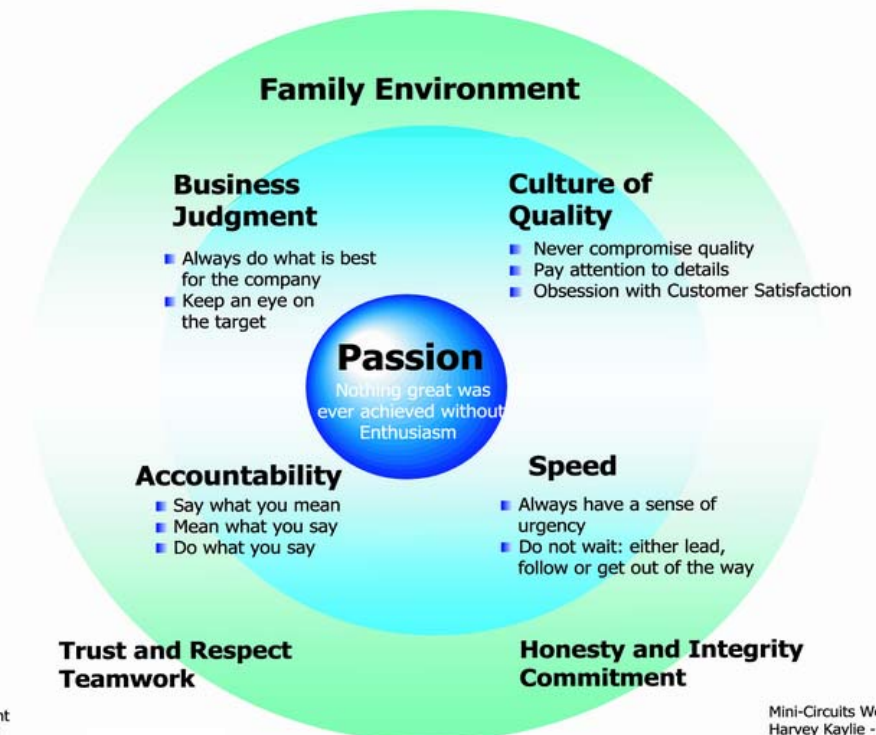 Family Environment
Business
Judgment
Always do what is best
for the company
Keep an eye on
the target
Culture of
Quality
Never compromise quality
Pay attention to details
Obsession with Customer Satisfaction
Passion
Nothing great was
ever achieved without
Enthusiasm
Accountability
Say what you mean
Mean what you say
Do what you say
Speed
Always have a sense of
urgency
Do not wait: either lead,
follow or get out of the way
Trust and Respect
Teamwork
Honesty and Integrity
Commitment
Mini-Circuits
Harvey Kaylie -